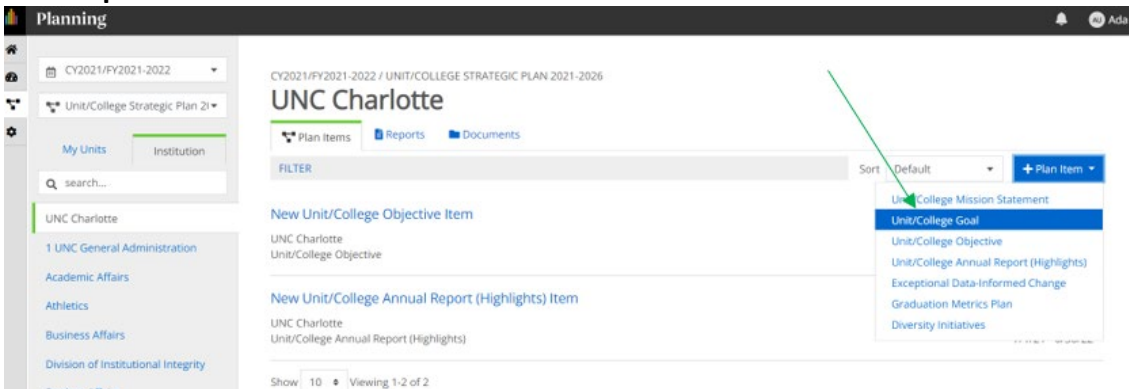 Planning
AU Ada
CY2021/FY2021-2022
Unit/College Strategic Plan 2(
My Units
Institution
search...
UNC Charlotte
1 UNC General Administration
Academic Affairs
Athletics
Business Affairs
Division of Institutional Integrity
CY2021/FY2021-2022 / UNIT/COLLEGE STRATEGIC PLAN 2021-2026
UNC Charlotte
Plan Items
Reports
Documents
FILTER
Sort Default
+ Plan Item
Unit/College Mission Statement
Unit/College Goal
Unit/College Objective
Unit/College Annual Report (Highlights)
Exceptional Data-Informed Change
Graduation Metrics Plan
Diversity Initiatives
New Unit/College Objective Item
UNC Charlotte
Unit/College Objective
New Unit/College Annual Report (Highlights) Item
UNC Charlotte
Unit/College Annual Report (Highlights)
Show 10 Viewing 1-2 of 2